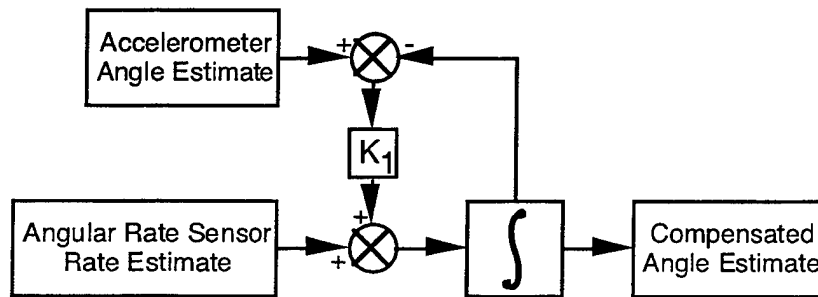 Accelerometer
Angle Estimate
+
-
K1
+
+
Angular Rate Sensor
Rate Estimate
∫
Compensated
Angle Estimate